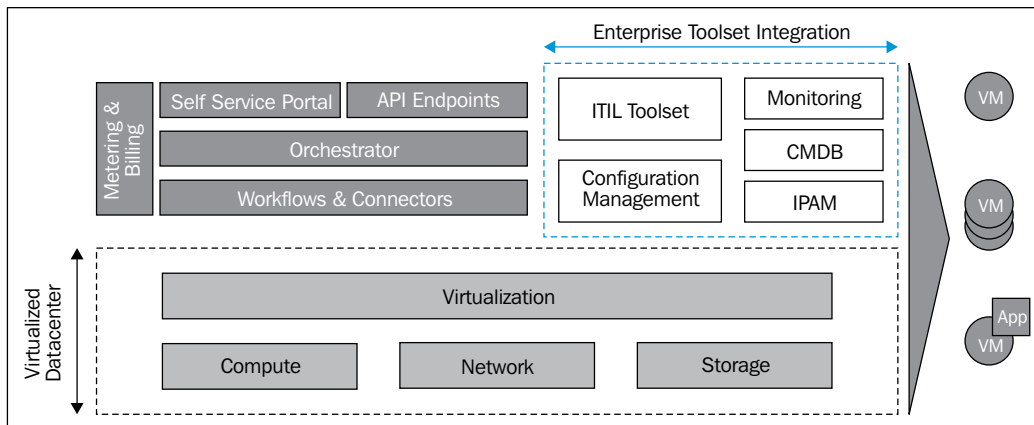 Enterprise Toolset Integration
Metering &
Billing
Self Service Portal
API Endpoints
Orchestrator
Workflows & Connectors
ITIL Toolset
Configuration
Management
Monitoring
CMDB
IPAM
Virtualized
Datacenter
Virtualization
Compute
Network
Storage
VM
VM
App
VM